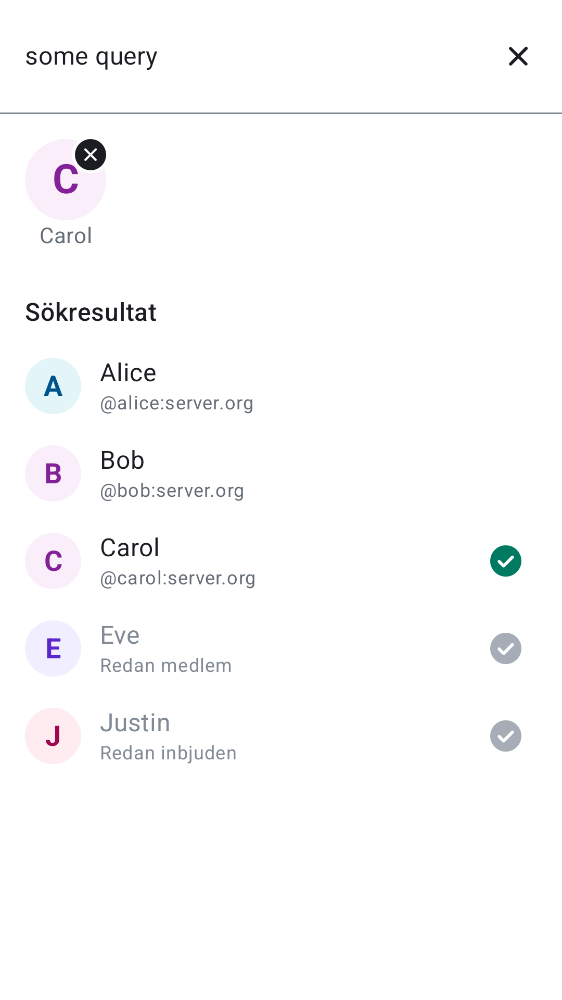 some query
C
Carol
Sökresultat
A
Alice
@alice:server.org
B
Bob
@bob:server.org
C
Carol
@carol:server.org
E
Eve
Redan medlem
J
Justin
Redan inbjuden